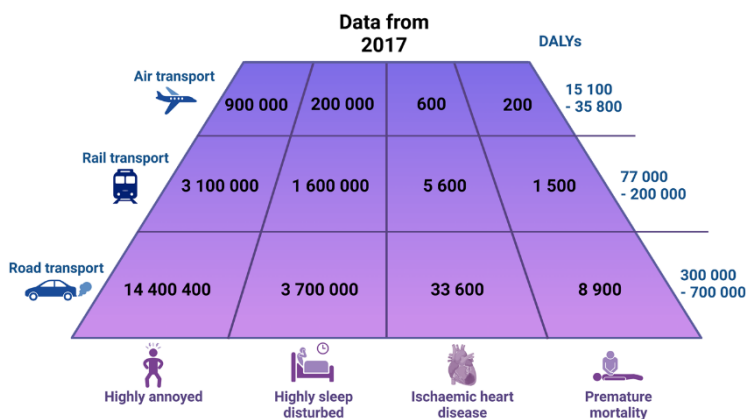 Data from
2017
DALYs
Air transport
900 000
200 000
600
200
15 100
- 35 800
Rail transport
3 100 000
1 600 000
5 600
1 500
77 000
- 200 000
Road transport
14 400 400
3 700 000
33 600
8 900
300 000
-700 000
Highly annoyed
Highly sleep
disturbed
Ischaemic heart
disease
Premature
mortality